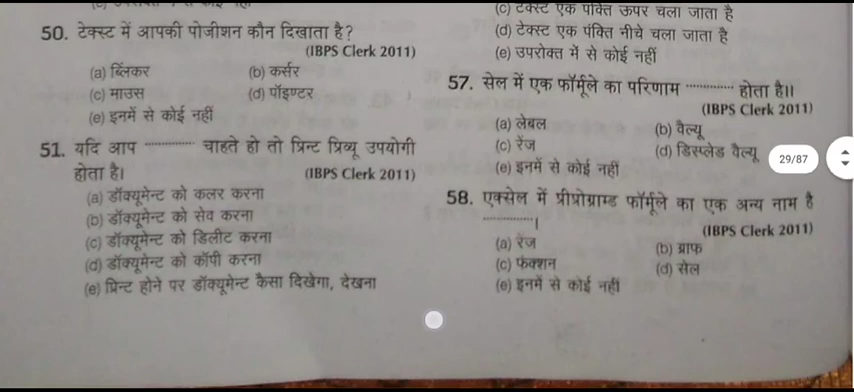 50. टेक्स्ट में आपकी पोजीशन कौन दिखाता है?
(IBPS Clerk 2011)
(a) ब्लिंकर (b) कर्सर
(c) माउस (d) पॉइण्टर
(e) इनमें से कोई नहीं
51. यदि आप ............ चाहते हो तो प्रिन्ट प्रिव्यू उपयोगी
होता है। (IBPS Clerk 2011)
(a) डॉक्यूमेन्ट को कलर करना
(b) डॉक्यूमेन्ट को सेव करना
(c) डॉक्यूमेन्ट को डिलीट करना
(d) डॉक्यूमेन्ट को कॉपी करना
(e) प्रिन्ट होने पर डॉक्यूमेन्ट कैसा दिखेगा, देखना
(c) टेक्स्ट एक पंक्ति ऊपर चला जाता है
(d) टेक्स्ट एक पंक्ति नीचे चला जाता है
(e) उपरोक्त में से कोई नहीं
57. सेल में एक फॉर्मूले का परिणाम ............ होता है।।
(IBPS Clerk 2011)
(a) लेबल (b) वैल्यू
(c) रेंज (d) डिस्प्लेड वैल्यू
(e) इनमें से कोई नहीं
58. एक्सेल में प्रीप्रोग्राम्ड फॉर्मूले का एक अन्य नाम है
............।
(IBPS Clerk 2011)
(a) रेंज (b) ग्राफ
(c) फंक्शन (d) सेल
(e) इनमें से कोई नहीं
29/87